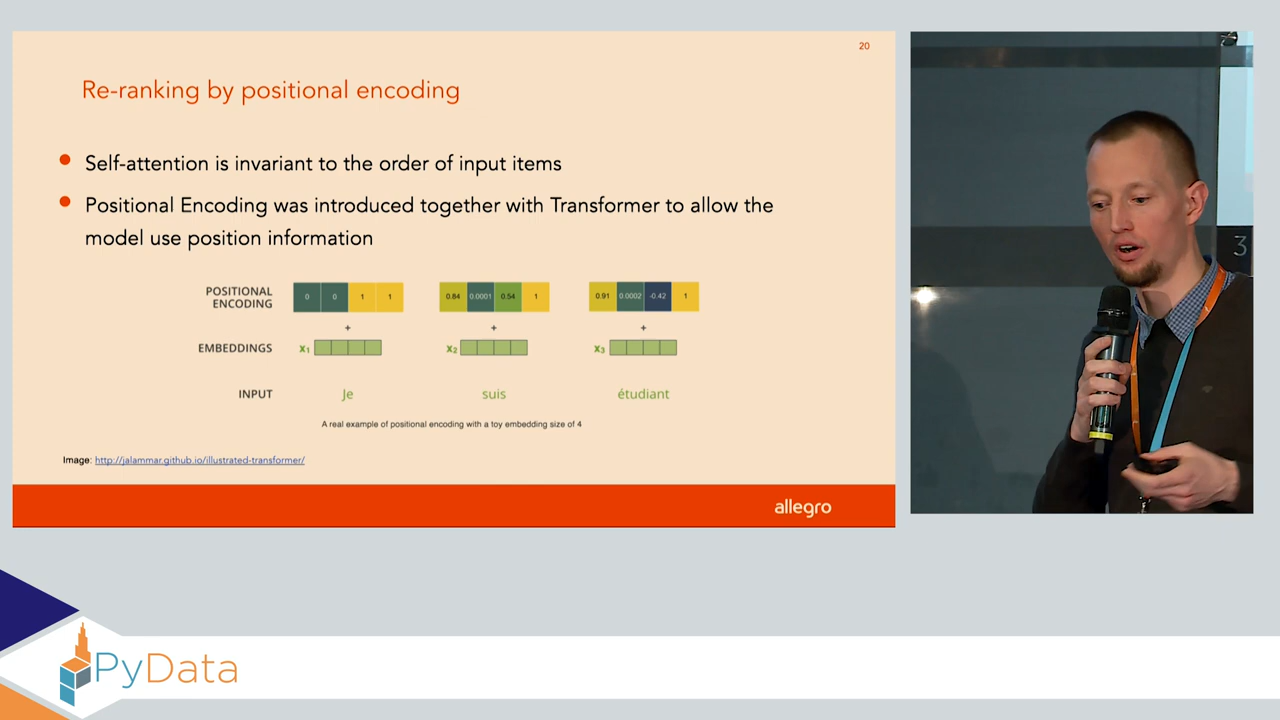 20
Re-ranking by positional encoding
Self-attention is invariant to the order of input items
Positional Encoding was introduced together with Transformer to allow the
model use position information
POSITIONAL
ENCODING
0 0 1 1
0.84 0.0001 0.54 1
0.91 0.0002 -0.42 1
+ + +
EMBEDDINGS x1 x2 x3
INPUT Je suis étudiant
A real example of positional encoding with a toy embedding size of 4
Image: http://jalammar.github.io/illustrated-transformer/
allegro
3
PyData